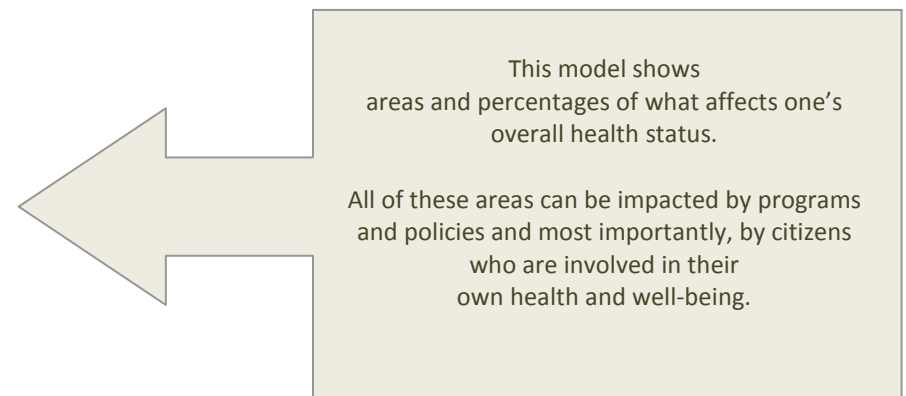 This model shows
areas and percentages of what affects one’s
overall health status.
All of these areas can be impacted by programs
and policies and most importantly, by citizens
who are involved in their
own health and well-being.